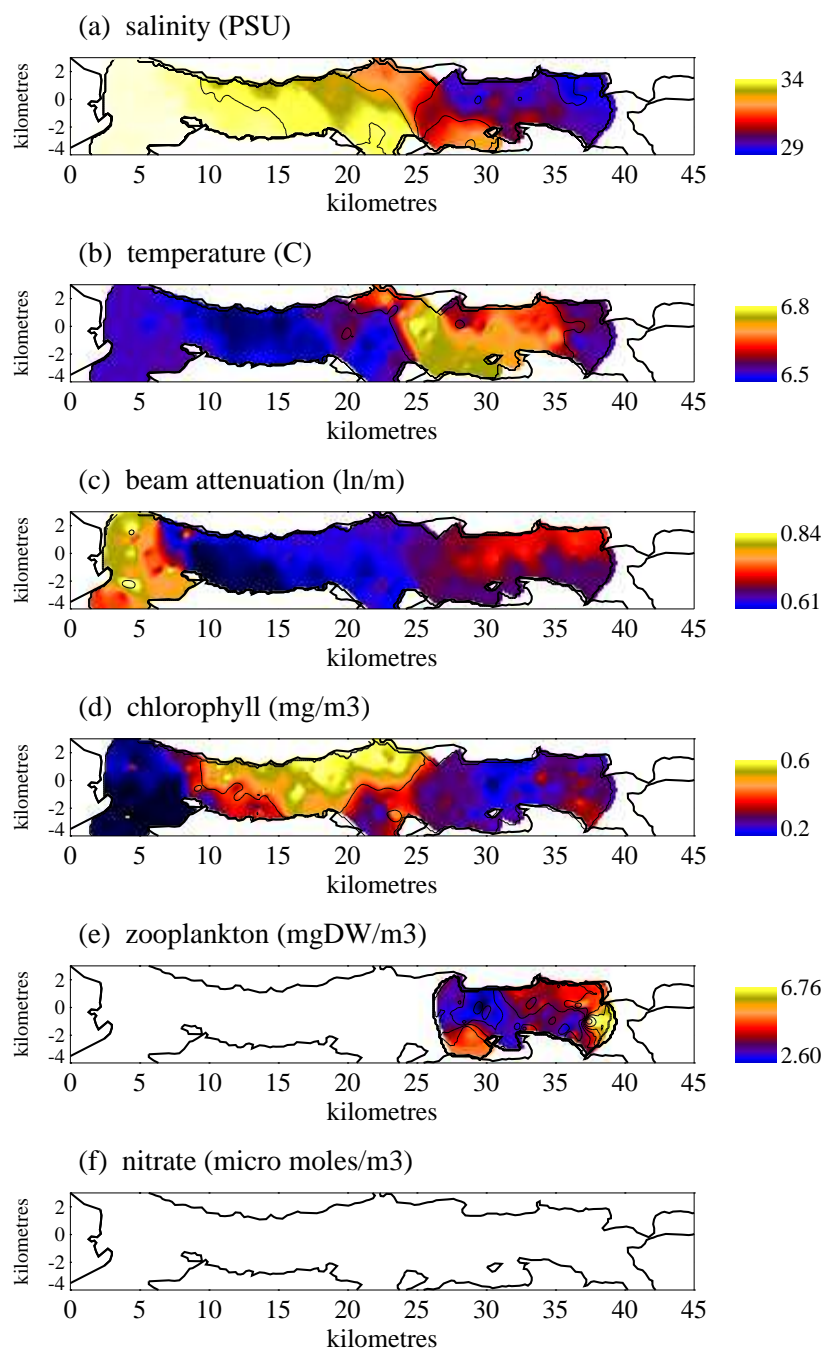 (a) salinity (PSU)
kilometres
2
0
-2
-4
34
29
0 5 10 15 20 25 30 35 40 45
kilometres
(b) temperature (C)
kilometres
2
0
-2
-4
6.8
6.5
0 5 10 15 20 25 30 35 40 45
kilometres
(c) beam attenuation (ln/m)
kilometres
2
0
-2
-4
0.84
0.61
0 5 10 15 20 25 30 35 40 45
kilometres
(d) chlorophyll (mg/m3)
kilometres
2
0
-2
-4
0.6
0.2
0 5 10 15 20 25 30 35 40 45
kilometres
(e) zooplankton (mgDW/m3)
kilometres
2
0
-2
-4
6.76
2.60
0 5 10 15 20 25 30 35 40 45
kilometres
(f) nitrate (micro moles/m3)
kilometres
2
0
-2
-4
0 5 10 15 20 25 30 35 40 45
kilometres